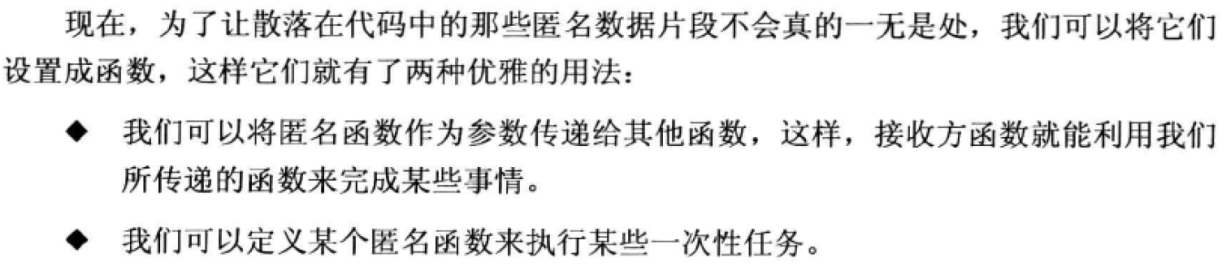 现在，为了让散落在代码中的那些匿名数据片段不会真的一无是处，我们可以将它们
设置成函数，这样它们就有了两种优雅的用法：
◆ 我们可以将匿名函数作为参数传递给其他函数，这样，接收方函数就能利用我们
所传递的函数来完成某些事情。
◆ 我们可以定义某个匿名函数来执行某些一次性任务。